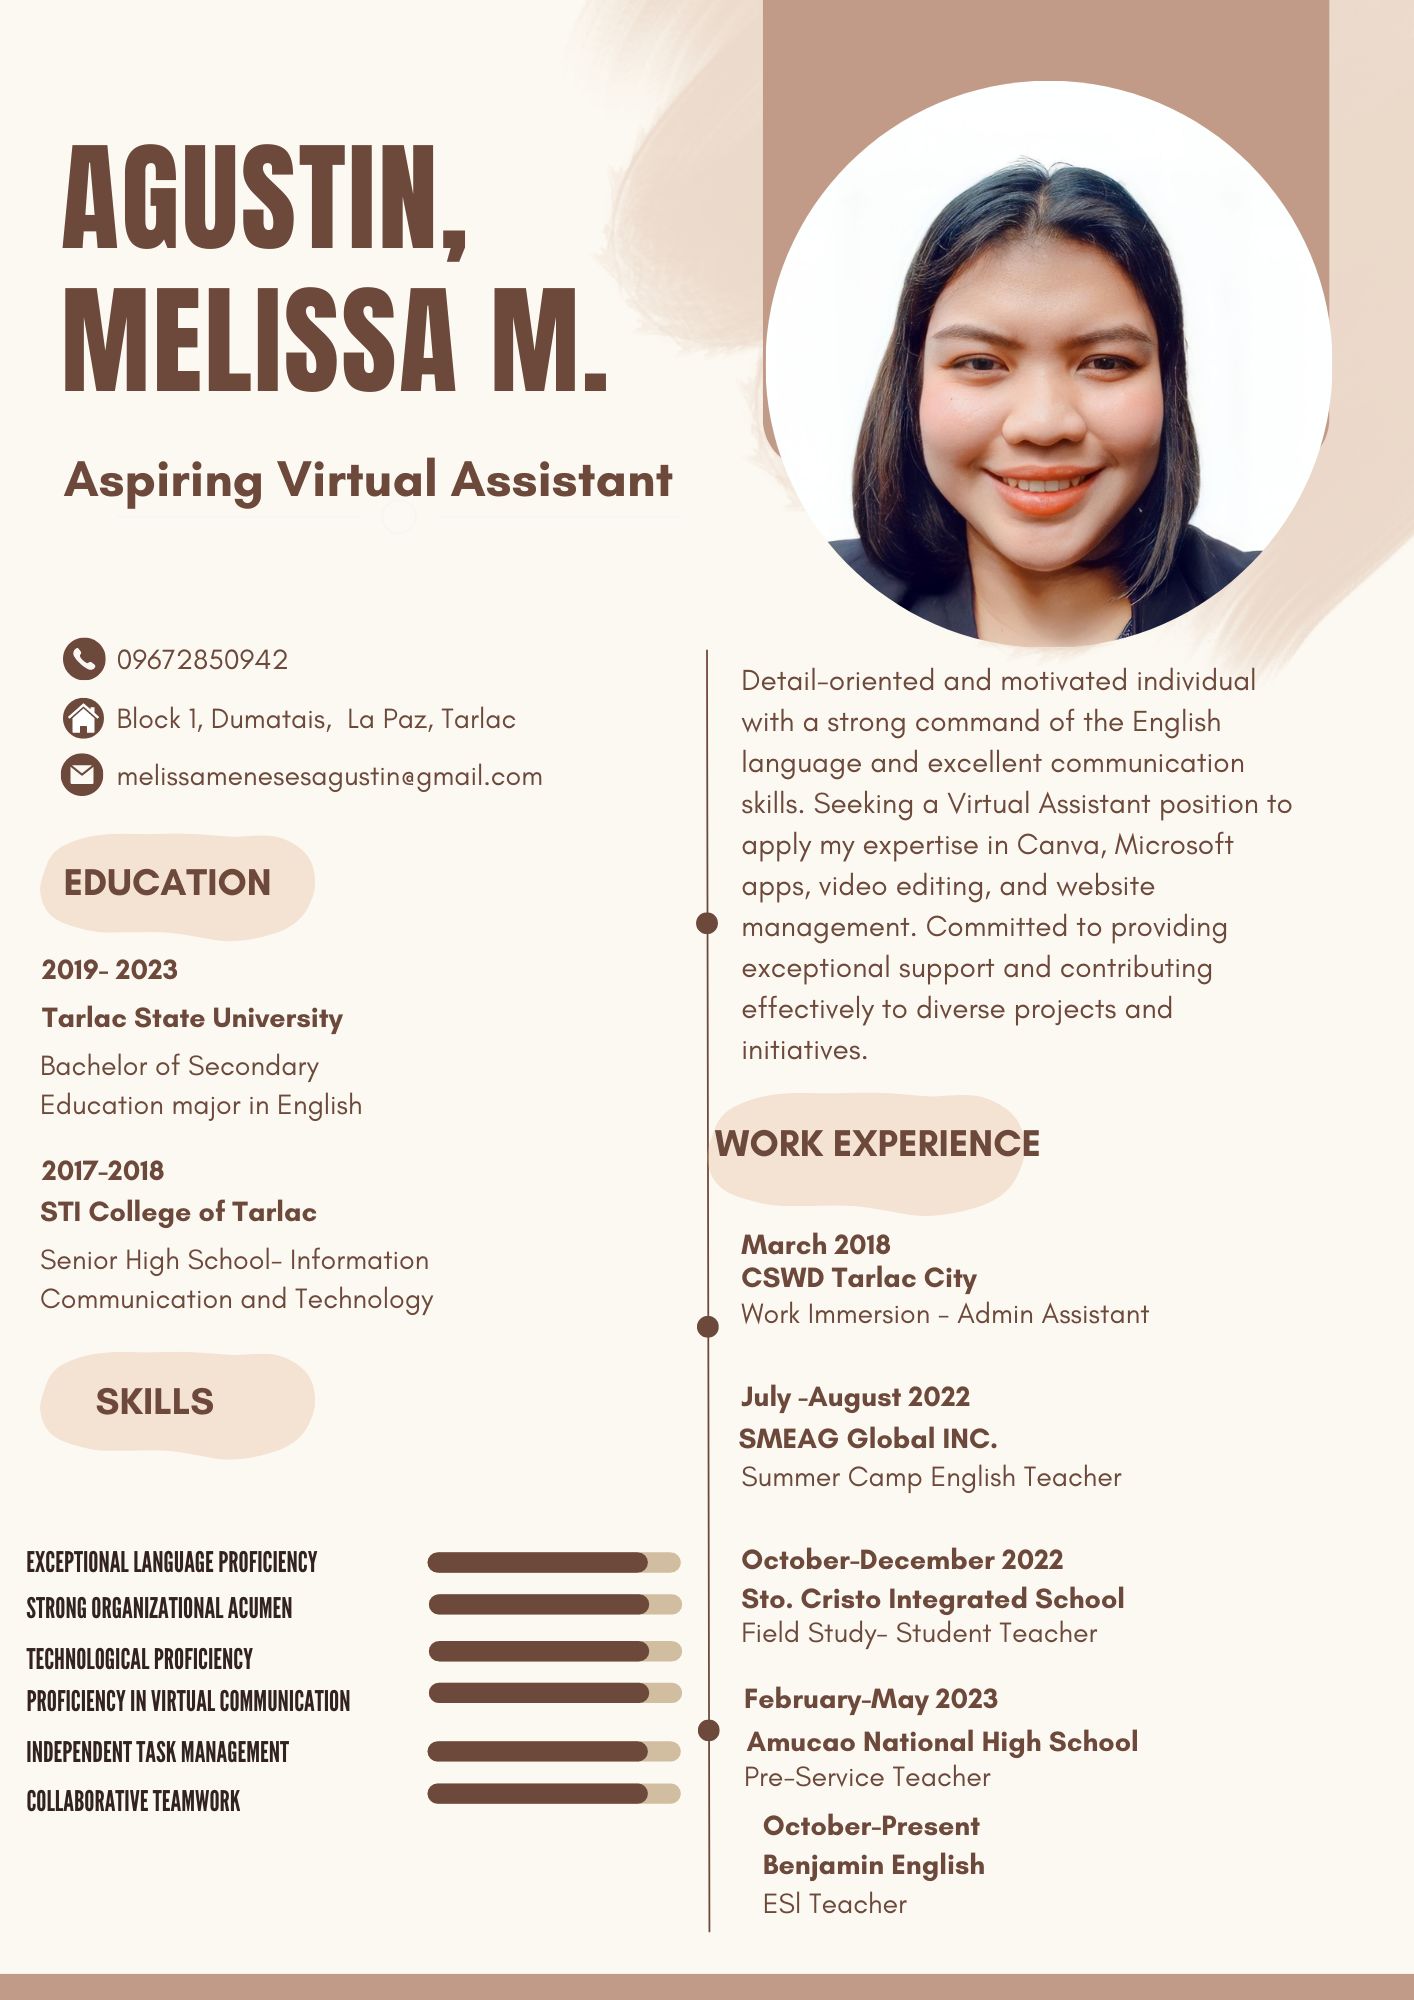 AGUSTIN,
MELISSA M.
Aspiring Virtual Assistant
09672850942
Block 1, Dumatais,  La Paz, Tarlac
melissamenesesagustin@gmail.com
EDUCATION
2019- 2023
Tarlac State University
Bachelor of Secondary
Education major in English
2017-2018
STI College of Tarlac
Senior High School- Information
Communication and Technology
SKILLS
EXCEPTIONAL LANGUAGE PROFICIENCY
STRONG ORGANIZATIONAL ACUMEN
TECHNOLOGICAL PROFICIENCY
PROFICIENCY IN VIRTUAL COMMUNICATION
INDEPENDENT TASK MANAGEMENT
COLLABORATIVE TEAMWORK
Detail-oriented and motivated individual
with a strong command of the English
language and excellent communication
skills. Seeking a Virtual Assistant position to
apply my expertise in Canva, Microsoft
apps, video editing, and website
management. Committed to providing
exceptional support and contributing
effectively to diverse projects and
initiatives.
WORK EXPERIENCE
March 2018
CSWD Tarlac City
Work Immersion - Admin Assistant
July -August 2022
SMEAG Global INC.
Summer Camp English Teacher
October-December 2022
Sto. Cristo Integrated School
Field Study- Student Teacher
February-May 2023
Amucao National High School
Pre-Service Teacher
October-Present
Benjamin English
ESl Teacher